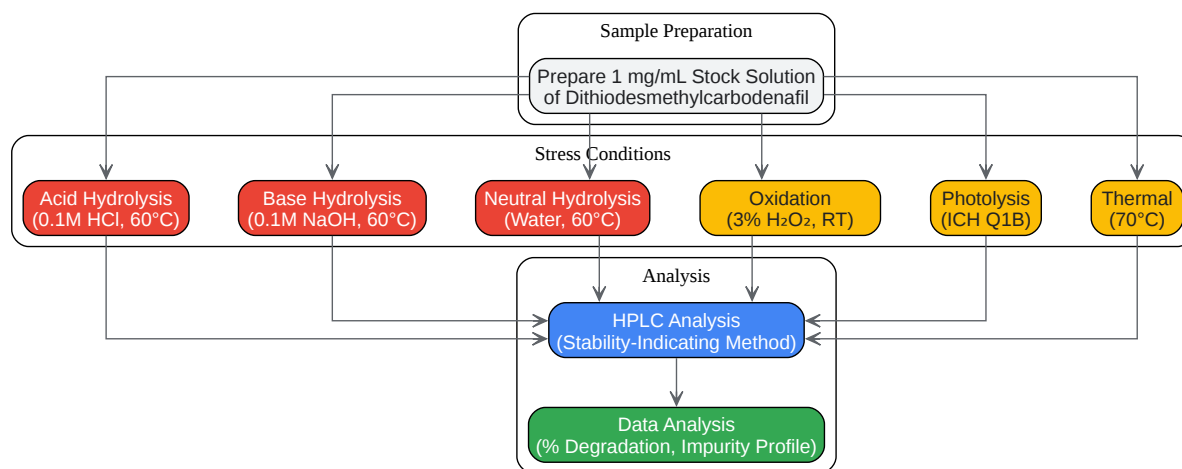 Sample Preparation
Prepare 1 mg/mL Stock Solution
of Dithiodesmethylcarbodenafil
Stress Conditions
Acid Hydrolysis
(0.1M HCl, 60°C)
Base Hydrolysis
(0.1M NaOH, 60°C)
Neutral Hydrolysis
(Water, 60°C)
Oxidation
(3% H₂O₂, RT)
Photolysis
(ICH Q1B)
Thermal
(70°C)
Analysis
HPLC Analysis
(Stability-Indicating Method)
Data Analysis
(% Degradation, Impurity Profile)